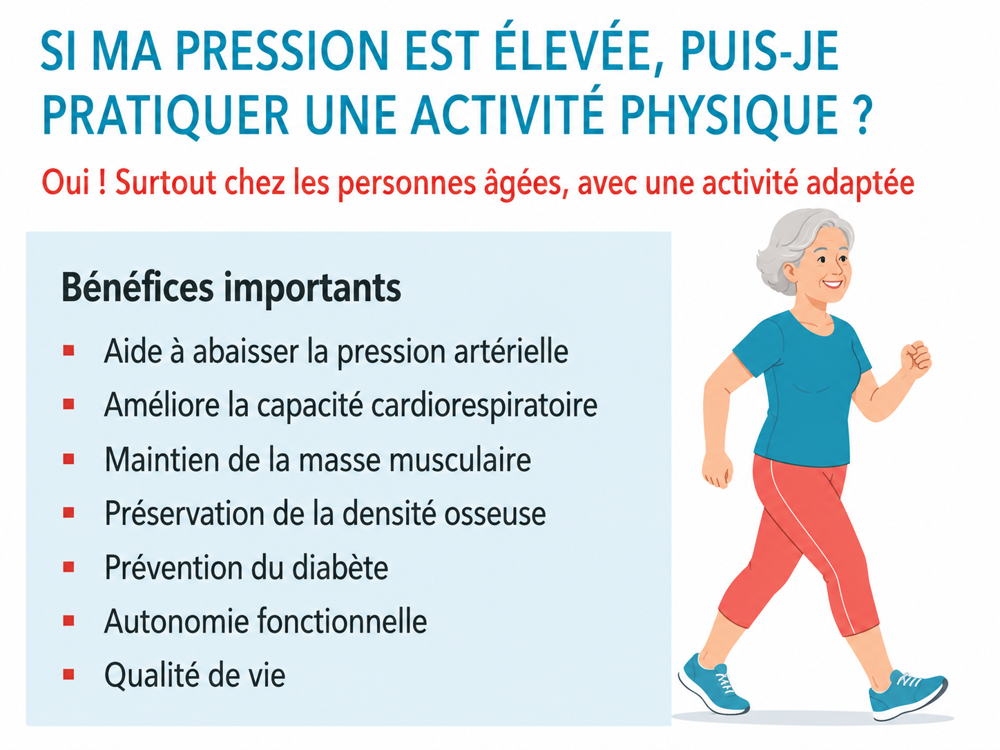 SI MA PRESSION EST ÉLEVÉE, PUIS-JE
PRATIQUER UNE ACTIVITÉ PHYSIQUE ?
Oui ! Surtout chez les personnes âgées, avec une activité adaptée
Bénéfices importants
▪ Aide à abaisser la pression artérielle
▪ Améliore la capacité cardiorespiratoire
▪ Maintien de la masse musculaire
▪ Préservation de la densité osseuse
▪ Prévention du diabète
▪ Autonomie fonctionnelle
▪ Qualité de vie